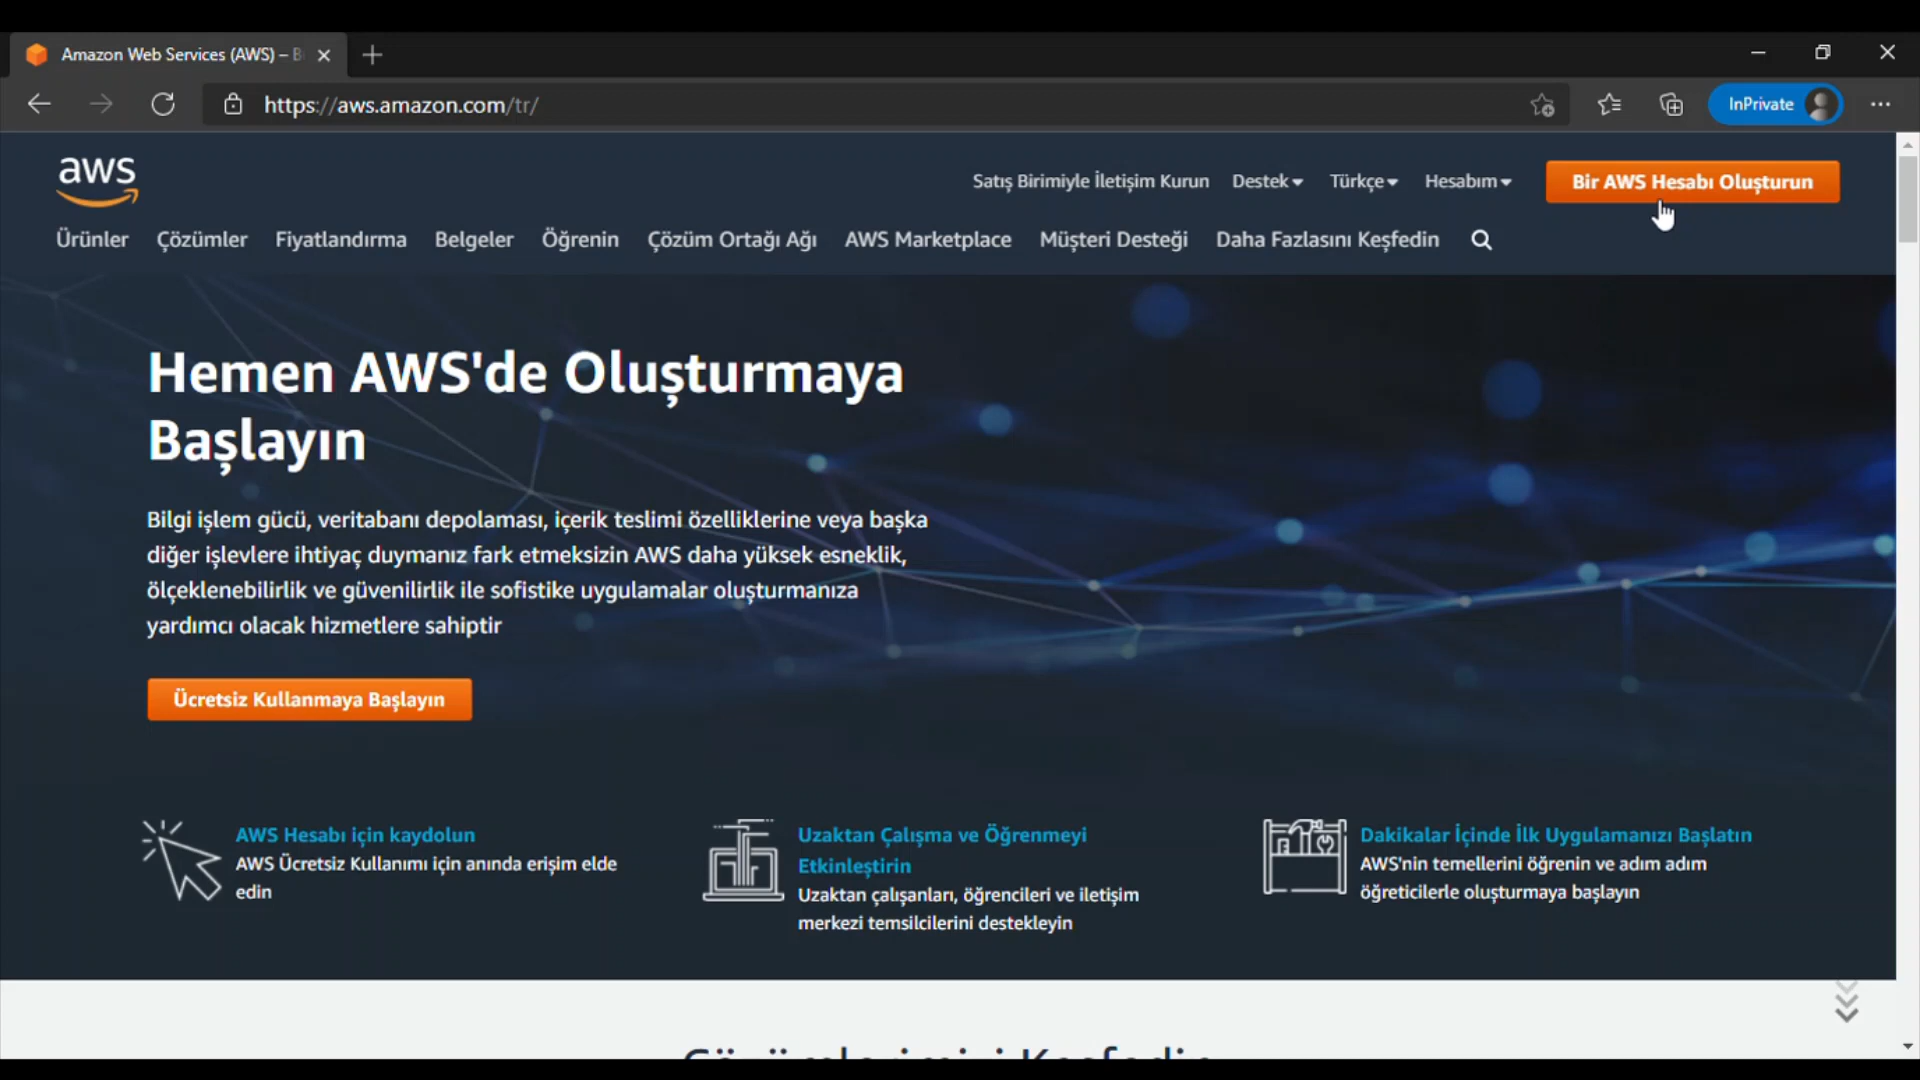 Amazon Web Services (AWS) – B
https://aws.amazon.com/tr/
InPrivate
aws
Satış Birimiyle İletişim Kurun Destek Türkçe Hesabım Bir AWS Hesabı Oluşturun
Ürünler Çözümler Fiyatlandırma Belgeler Öğrenin Çözüm Ortağı Ağı AWS Marketplace Müşteri Desteği Daha Fazlasını Keşfedin
Hemen AWS'de Oluşturmaya
Başlayın
Bilgi işlem gücü, veritabanı depolaması, içerik teslimi özelliklerine veya başka
diğer işlevlere ihtiyaç duymanız fark etmeksizin AWS daha yüksek esneklik,
ölçeklenebilirlik ve güvenilirlik ile sofistike uygulamalar oluşturmanıza
yardımcı olacak hizmetlere sahiptir
Ücretsiz Kullanmaya Başlayın
AWS Hesabı için kaydolun
AWS Ücretsiz Kullanımı için anında erişim elde
edin
Uzaktan Çalışma ve Öğrenmeyi
Etkinleştirin
Uzaktan çalışanları, öğrencileri ve iletişim
merkezi temsilcilerini destekleyin
Dakikalar İçinde İlk Uygulamanızı Başlatın
AWS'nin temellerini öğrenin ve adım adım
öğreticilerle oluşturmaya başlayın
Çözümlerimizi Keşfedin